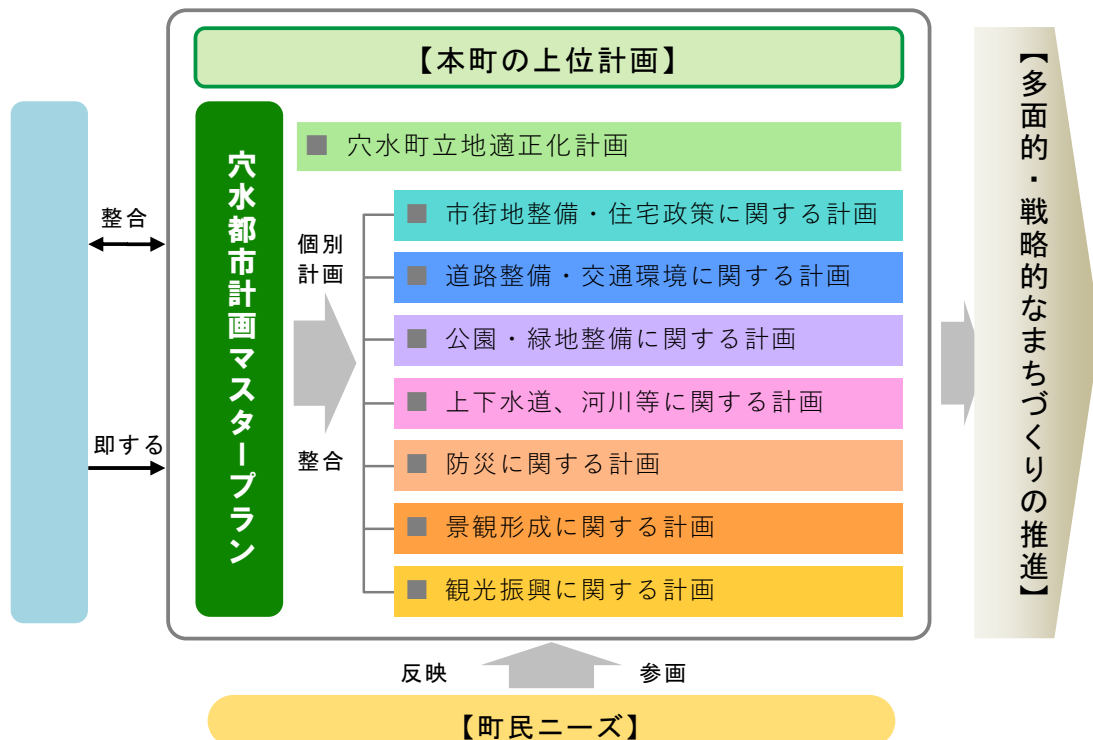 【本町の上位計画】
穴水都市計画マスタープラン
■ 穴水町立地適正化計画
整合
即する
個別
計画
整合
■ 市街地整備・住宅政策に関する計画
■ 道路整備・交通環境に関する計画
■ 公園・緑地整備に関する計画
■ 上下水道、河川等に関する計画
■ 防災に関する計画
■ 景観形成に関する計画
■ 観光振興に関する計画
【多面的・戦略的なまちづくりの推進】
反映
参画
【町民ニーズ】